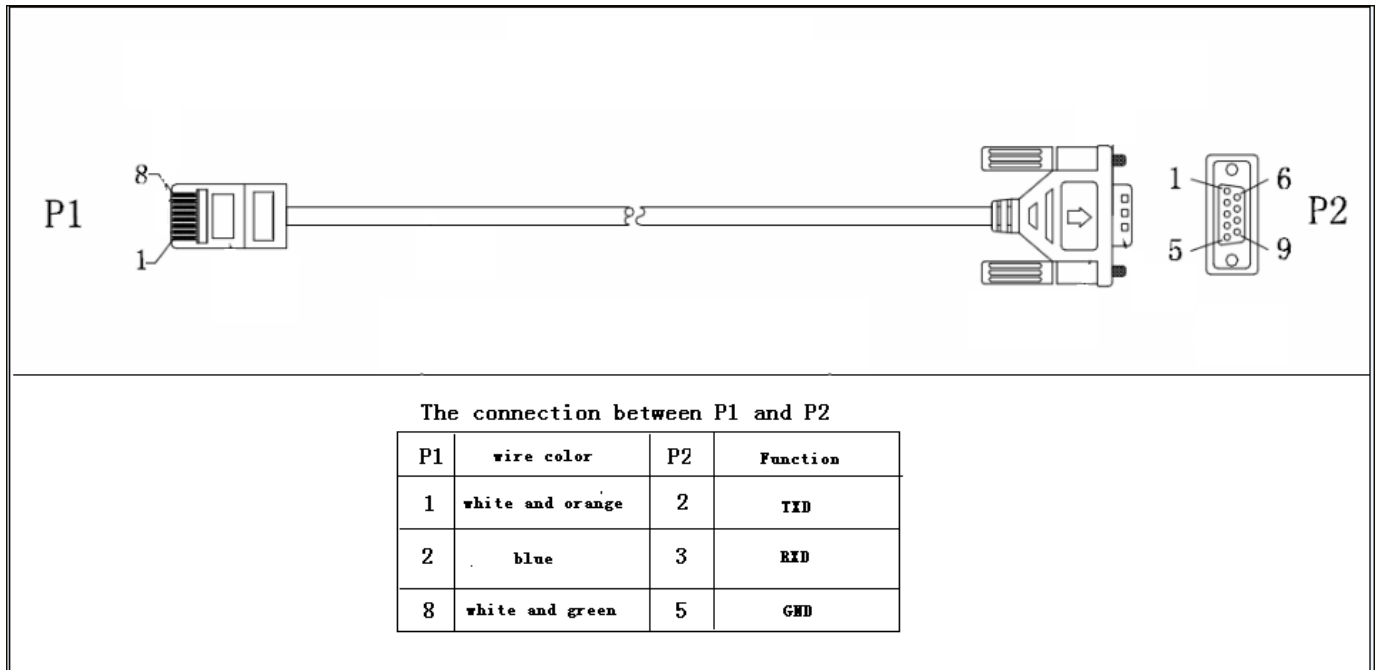 8
1
P1
1
6
5
9
P2
The connection between P1 and P2
P1 wire color P2 Function
1 white and orange 2 TXD
2 blue 3 RXD
8 white and green 5 GND